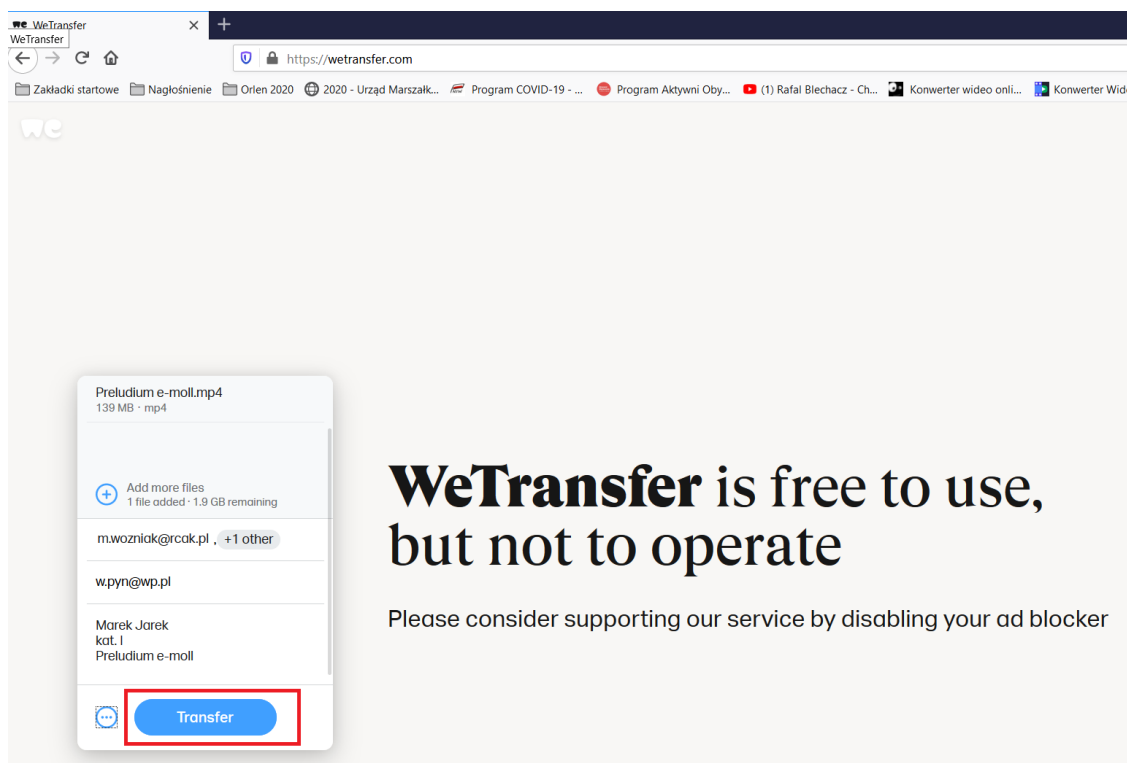 we WeTransfer
WeTransfer
https://wetransfer.com
Zakładki startowe Nagłośnienie Orlen 2020 2020 - Urząd Marszałk... Program COVID-19 - ... Program Aktywni Oby... (1) Rafal Blechacz - Ch... Konwerter wideo onli... Konwerter Wid
we
Preludium e-moll.mp4
139 MB · mp4
Add more files
1 file added · 1.9 GB remaining
m.wozniak@rcak.pl , +1 other
w.pyn@wp.pl
Marek Jarek
kat. I
Preludium e-moll
Transfer
WeTransfer is free to use,
but not to operate
Please consider supporting our service by disabling your ad blocker